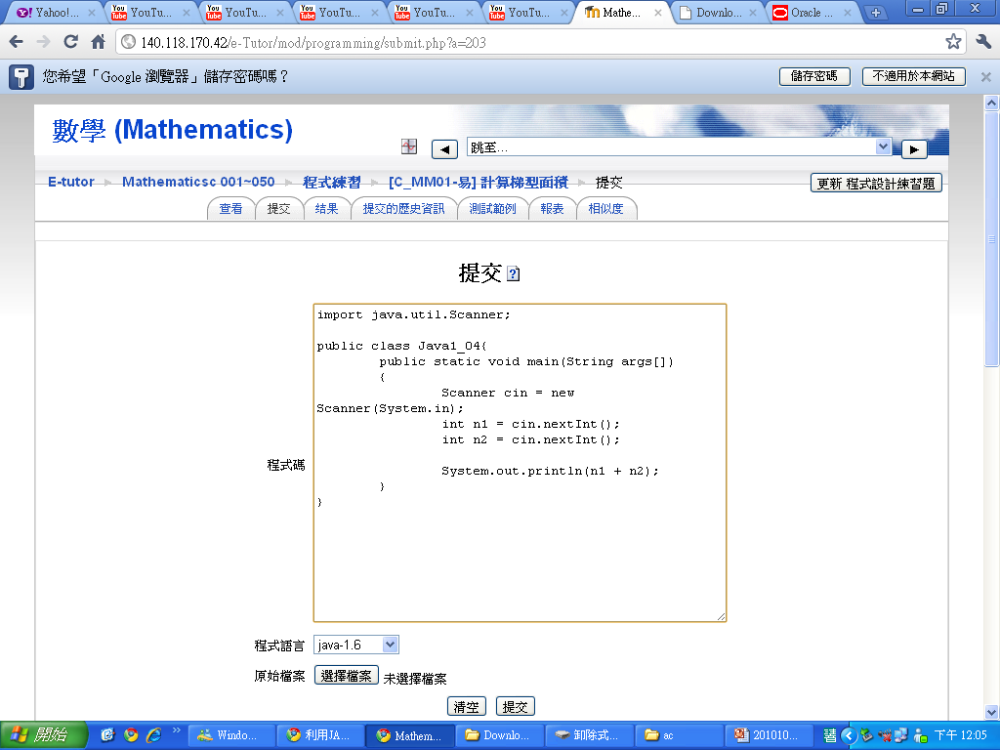 Yahoo!...
YouTu...
YouTu...
YouTu...
YouTu...
YouTu...
Mathe...
Downlo...
Oracle ...
140.118.170.42/e-Tutor/mod/programming/submit.php?a=203
您希望「Google 瀏覽器」儲存密碼嗎？
儲存密碼
不適用於本網站
數學 (Mathematics)
跳至...
E-tutor ► Mathematicsc 001~050 ► 程式練習 ► [C_MM01-易] 計算梯型面積 ► 提交
更新 程式設計練習題
查看
提交
結果
提交的歷史資訊
測試範例
報表
相似度
提交
程式碼
import java.util.Scanner;
public class Java1_04{
public static void main(String args[])
{
Scanner cin = new
Scanner(System.in);
int n1 = cin.nextInt();
int n2 = cin.nextInt();
System.out.println(n1 + n2);
}
}
程式語言
java-1.6
原始檔案
選擇檔案 未選擇檔案
清空
提交
開始
Windo...
利用JA...
Mathem...
Downlo...
卸除式...
ac
201010...
下午 12:05